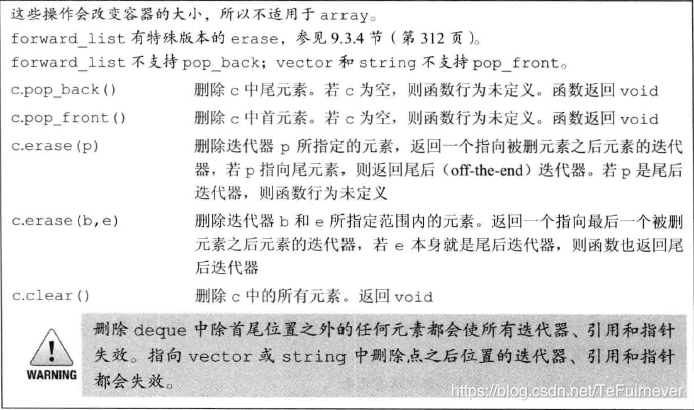 这些操作会改变容器的大小，所以不适用于 array。
forward_list 有特殊版本的 erase，参见 9.3.4 节（第 312 页）。
forward_list 不支持 pop_back；vector 和 string 不支持 pop_front。
c.pop_back() 删除 c 中尾元素。若 c 为空，则函数行为未定义。函数返回 void
c.pop_front() 删除 c 中首元素。若 c 为空，则函数行为未定义。函数返回 void
c.erase(p) 删除迭代器 p 所指定的元素，返回一个指向被删元素之后元素的迭代
器，若 p 指向尾元素，则返回尾后（off-the-end）迭代器。若 p 是尾后
迭代器，则函数行为未定义
c.erase(b,e) 删除迭代器 b 和 e 所指定范围内的元素。返回一个指向最后一个被删
元素之后元素的迭代器，若 e 本身就是尾后迭代器，则函数也返回尾
后迭代器
c.clear() 删除 c 中的所有元素。返回 void
删除 deque 中除首尾位置之外的任何元素都会使所有迭代器、引用和指针
失效。指向 vector 或 string 中删除点之后位置的迭代器、引用和指针
都会失效。
WARNING
https://blog.csdn.net/TeFuirnever